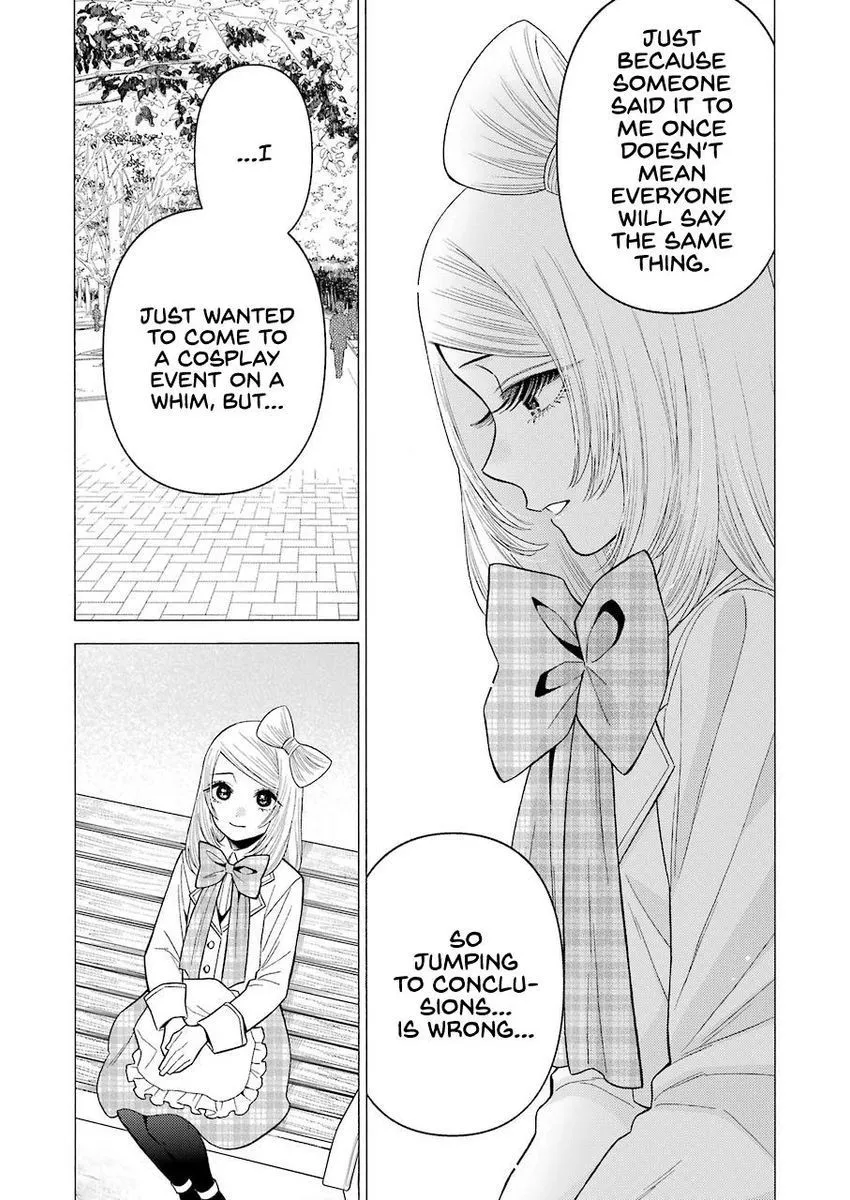 JUST
BECAUSE
SOMEONE
SAID IT TO
ME ONCE
DOESN'T
MEAN
EVERYONE
WILL SAY
THE SAME
THING.
SO
JUMPING
TO CONCLU-
SIONS...
IS WRONG...
...I
JUST WANTED
TO COME TO
A COSPLAY
EVENT ON A
WHIM, BUT...